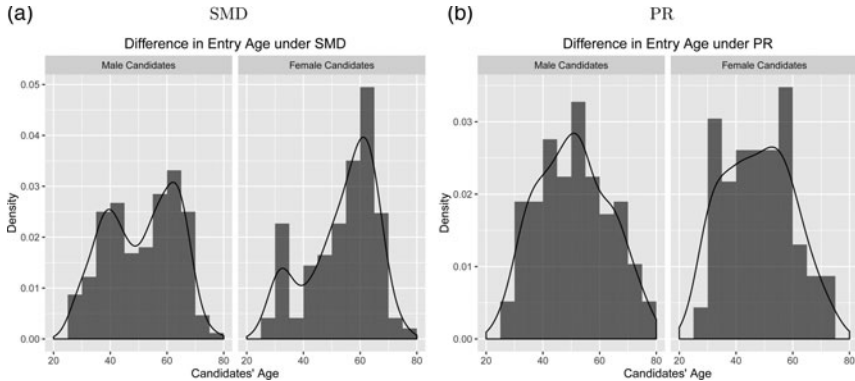 (a) SMD
Difference in Entry Age under SMD
Male Candidates Female Candidates
0.05
0.04
0.03
0.02
0.01
0.00
Density
20 40 60 80 20 40 60 80
Candidates' Age
(b) PR
Difference in Entry Age under PR
Male Candidates Female Candidates
0.03
0.02
0.01
0.00
Density
20 40 60 80 20 40 60 80
Candidates' Age